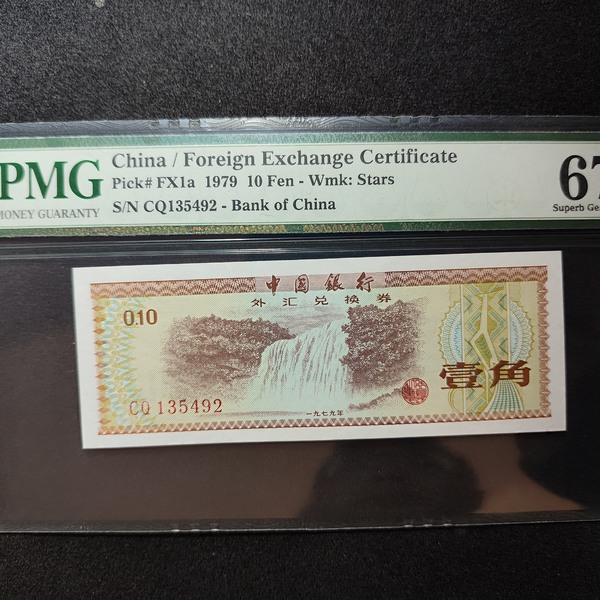 PMG
MONEY GUARANTY
China / Foreign Exchange Certificate
Pick# FX1a 1979 10 Fen - Wmk: Stars
S/N CQ135492 - Bank of China
67
Superb Ge
中国银行
外汇兑换券
0.10
壹角
CQ 135492
一九七九年